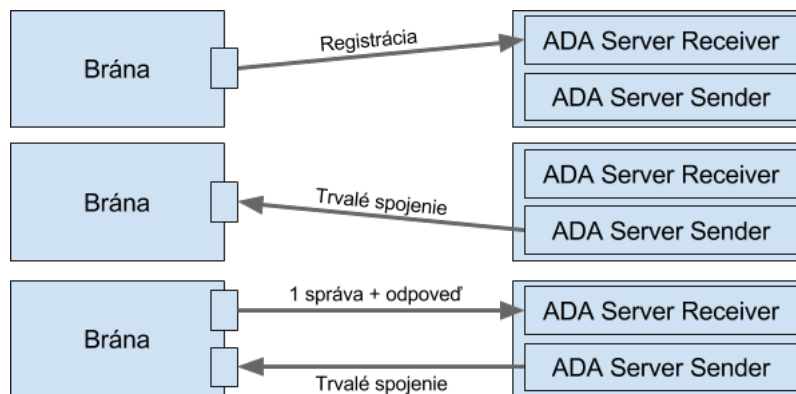 Brána
Registrácia
ADA Server Receiver
ADA Server Sender
Brána
Trvalé spojenie
ADA Server Receiver
ADA Server Sender
Brána
1 správa + odpoveď
Trvalé spojenie
ADA Server Receiver
ADA Server Sender